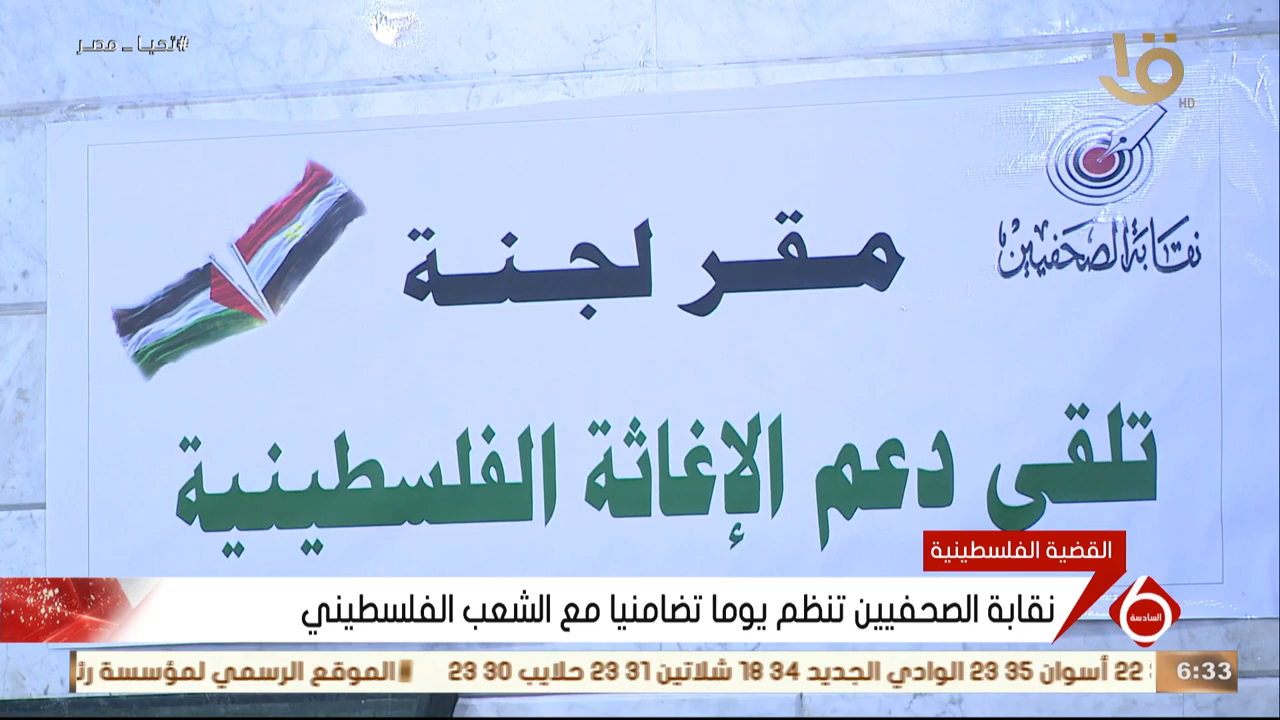 #تحيا_مصر
HD
نقابة الصحفيين
مقر لجنة
تلقى دعم الإغاثة الفلسطينية
القضية الفلسطينية
السادسة
نقابة الصحفيين تنظم يوما تضامنيا مع الشعب الفلسطيني
22 أسوان 35 23 الوادي الجديد 34 18 شلاتين 31 23 حلايب 30 23 الموقع الرسمي لمؤسسة
6:33